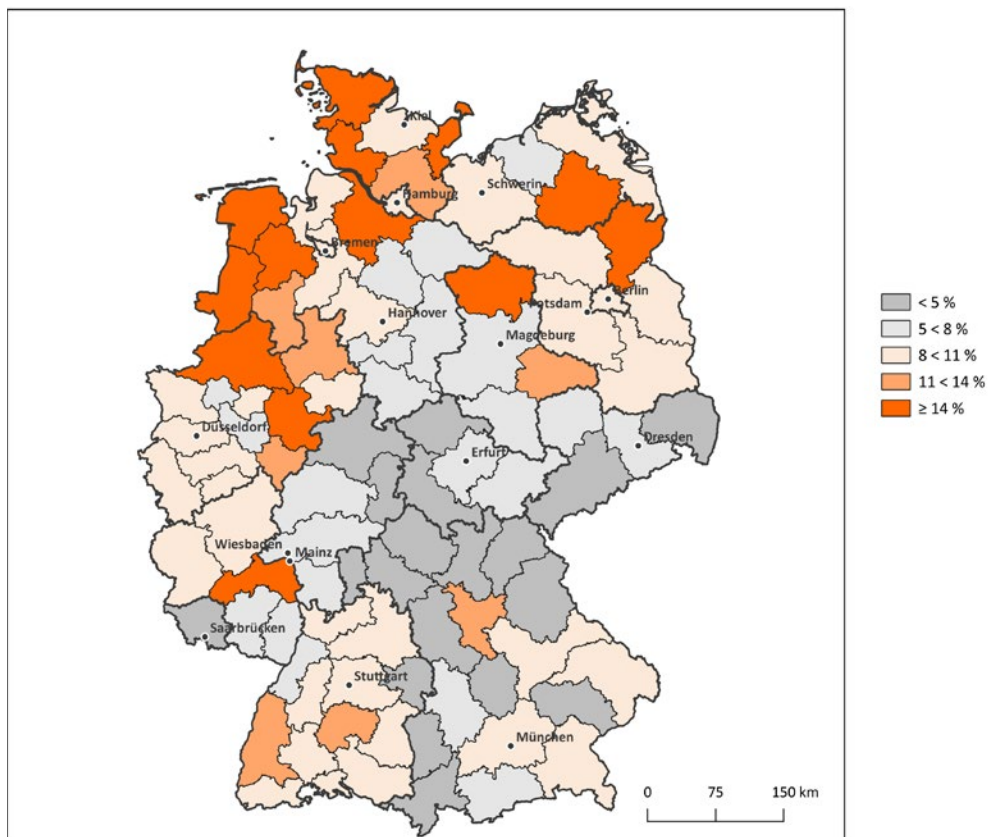 Kiel
Schwerin
Hamburg
Bremen
Berlin
Potsdam
Hannover
Magdeburg
Düsseldorf
Dresden
Erfurt
Wiesbaden
Mainz
Saarbrücken
Stuttgart
München
< 5 %
5 < 8 %
8 < 11 %
11 < 14 %
≥ 14 %
0 75 150 km